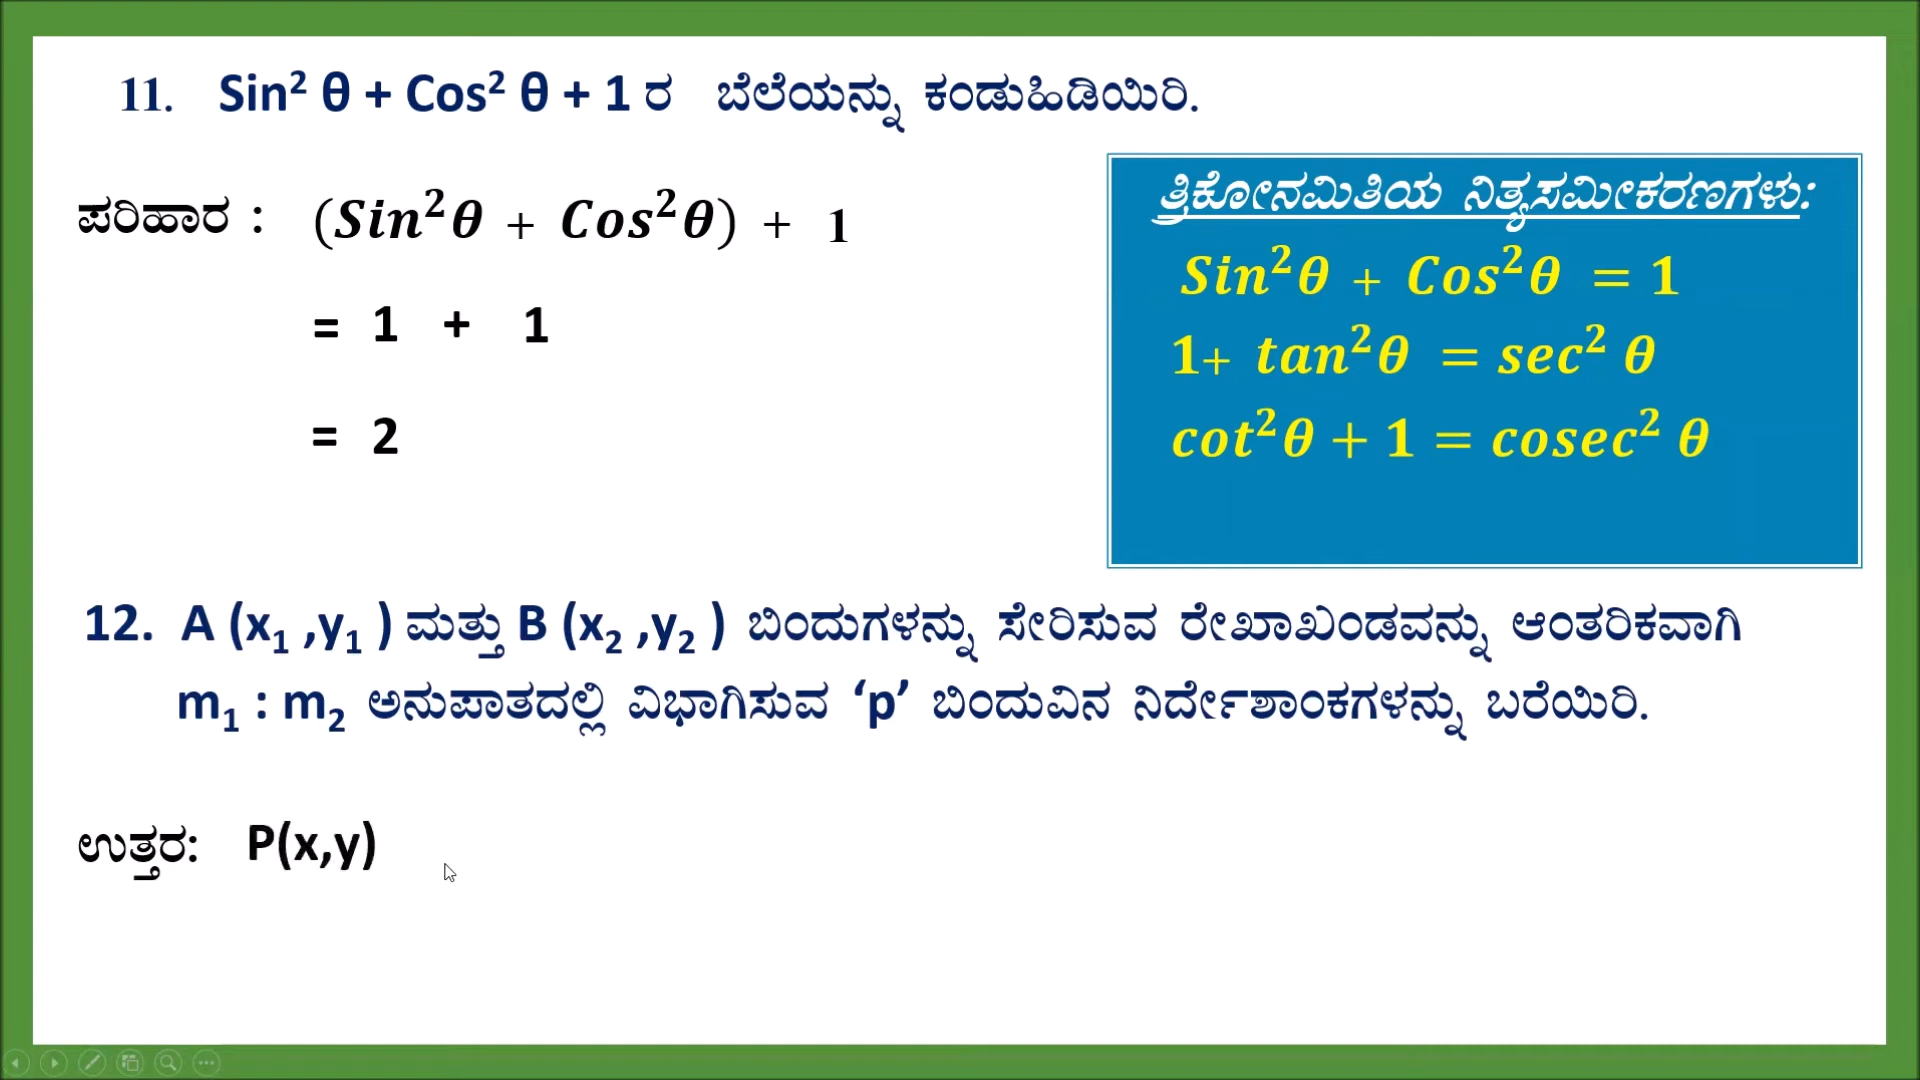 11. Sin² θ + Cos² θ + 1 ರ ಬೆಲೆಯನ್ನು ಕಂಡುಹಿಡಿಯಿರಿ.
ಪರಿಹಾರ : (Sin²θ + Cos²θ) + 1
= 1 + 1
= 2
ತ್ರಿಕೋನಮಿತಿಯ ನಿತ್ಯಸಮೀಕರಣಗಳು:
Sin²θ + Cos²θ = 1
1+ tan²θ = sec² θ
cot²θ + 1 = cosec² θ
12. A (x₁ ,y₁ ) ಮತ್ತು B (x₂ ,y₂ ) ಬಿಂದುಗಳನ್ನು ಸೇರಿಸುವ ರೇಖಾಖಂಡವನ್ನು ಆಂತರಿಕವಾಗಿ
m₁ : m₂ ಅನುಪಾತದಲ್ಲಿ ವಿಭಾಗಿಸುವ ‘p’ ಬಿಂದುವಿನ ನಿರ್ದೇಶಾಂಕಗಳನ್ನು ಬರೆಯಿರಿ.
ಉತ್ತರ: P(x,y)